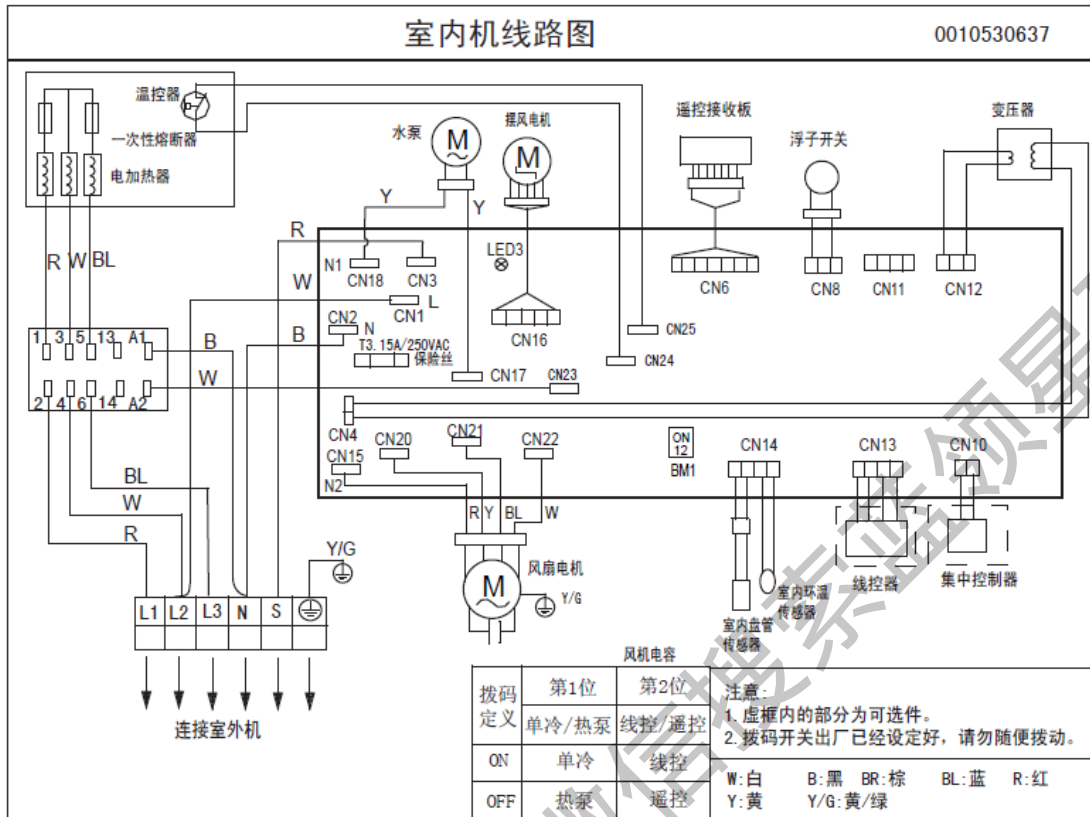 室内机线路图 0010530637
温控器
一次性熔断器
电加热器
水泵
摆风电机
遥控接收板
浮子开关
变压器
M
M
Y
Y
R
R W BL
W
N1
CN18
CN3
LED3
CN6
CN8
CN11
CN12
CN1
L
CN2
N
B
T3.15A/250VAC
保险丝
CN16
CN25
CN24
CN17
CN23
1 3 5 13 A1
B
W
2 4 6 14 A2
CN4
CN15
N2
CN20
CN21
CN22
ON
12
BM1
CN14
CN13
CN10
BL
W
R
Y/G
R Y BL W
M
风扇电机
Y/G
风机电容
室内盘管
传感器
室内环温
传感器
线控器
集中控制器
L1 L2 L3 N S
连接室外机
拨码
定义
第1位 第2位
单冷/热泵 线控/遥控
ON 单冷 线控
OFF 热泵 遥控
注意:
1.虚框内的部分为可选件。
2.拨码开关出厂已经设定好，请勿随便拨动。
W:白 B:黑 BR:棕 BL:蓝 R:红
Y:黄 Y/G:黄/绿
微信搜索蓝领星